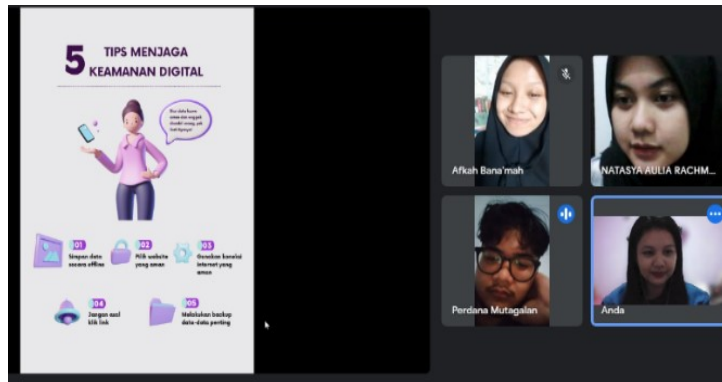 5 TIPS MENJAGA
KEAMANAN DIGITAL
01
Simpan data
secara offline
02
Pilih website
yang aman
03
Gunakan koneksi
internet yang
aman
04
Jangan asal
klik link
05
Melakukan backup
data-data penting
Afkah Bana'mah
NATASYA AULIA RACHM...
Perdana Mutagalan
Anda